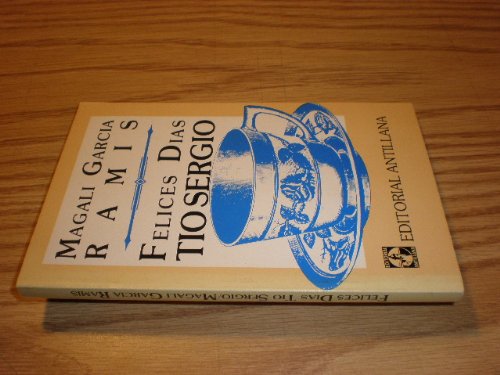 MAGALI GARCIA
RAMIS
FELICES DIAS
TIO SERGIO
EDITORIAL ANTILLANA
FELICES DIAS TIO SERGIO/MAGALI GARCIA RAMIS